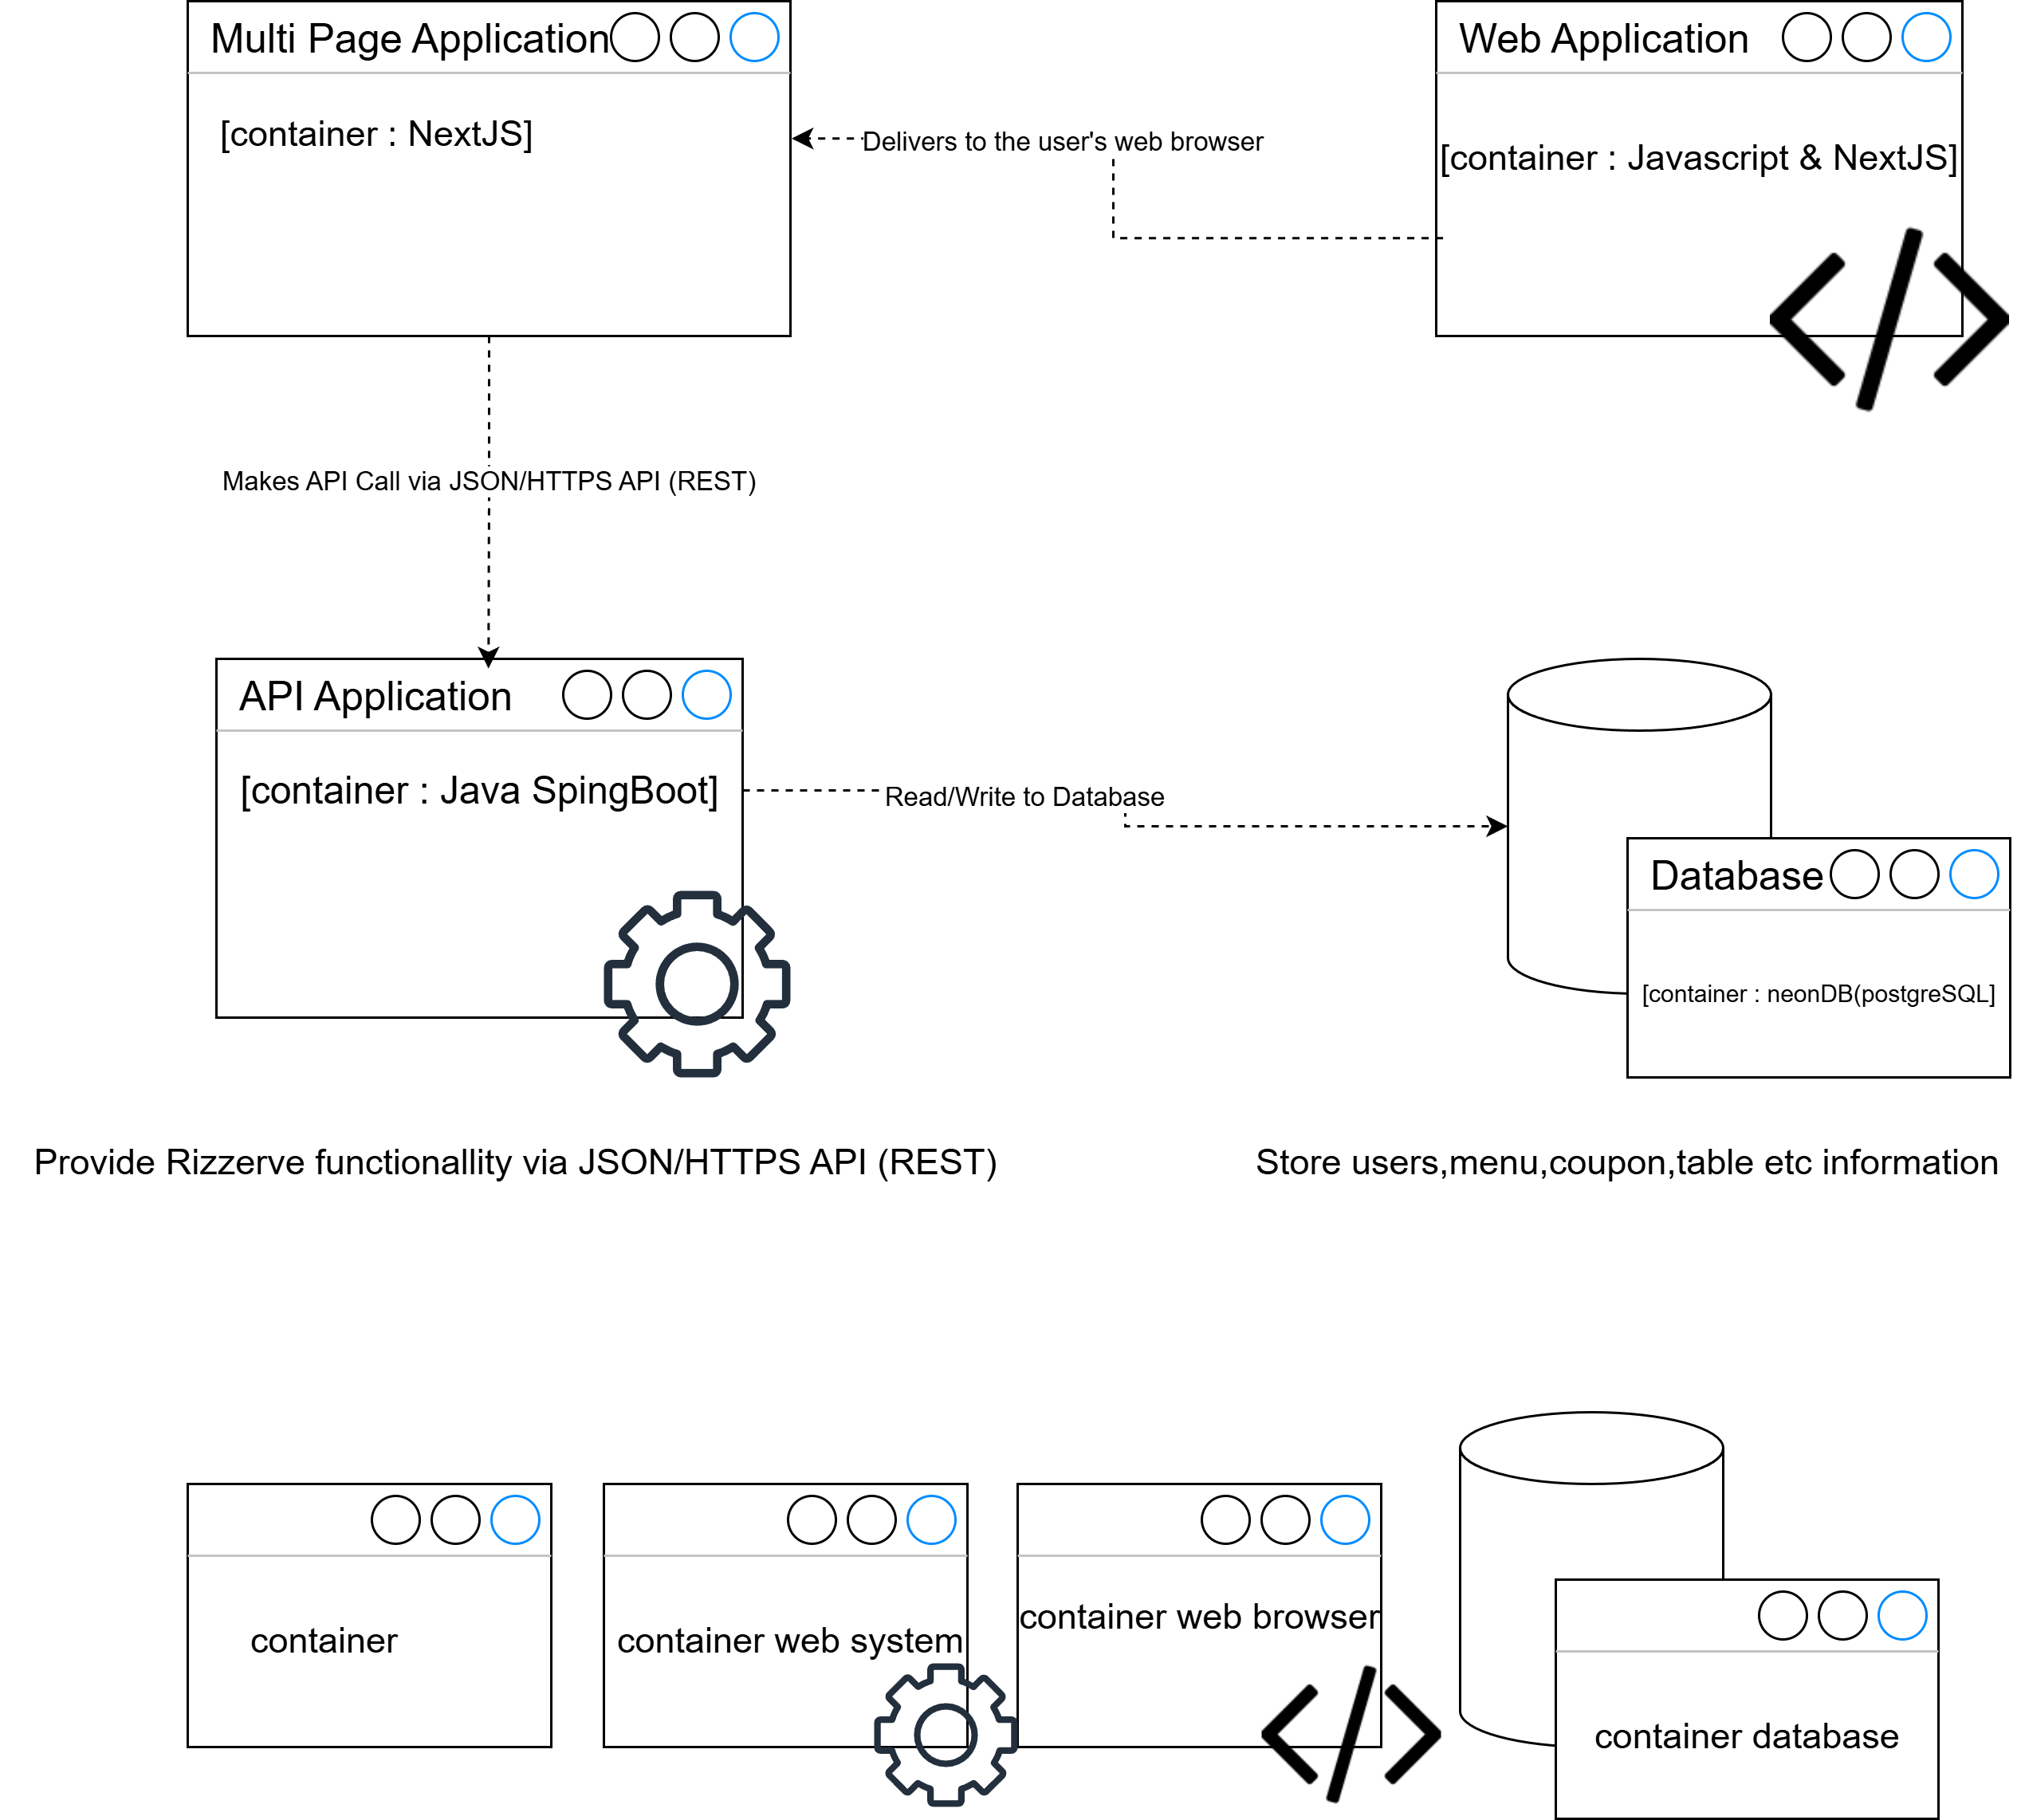 Multi Page Application
Web Application
[container : NextJS]
Delivers to the user's web browser
[container : Javascript & NextJS]
Makes API Call via JSON/HTTPS API (REST)
API Application
[container : Java SpingBoot]
Read/Write to Database
Database
[container : neonDB(postgreSQL]
Provide Rizzerve functionallity via JSON/HTTPS API (REST)
Store users,menu,coupon,table etc information
container
container web system
container web browser
container database